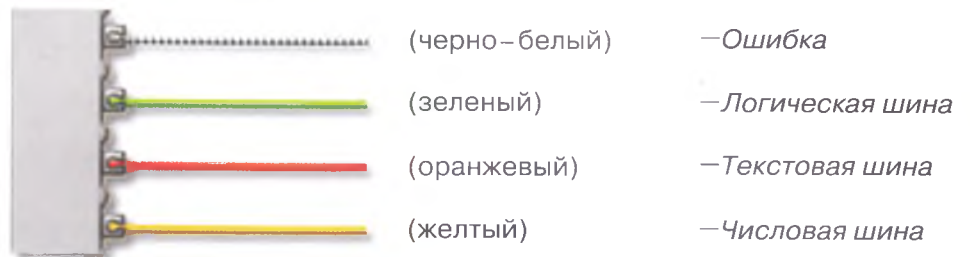 (черно-белый) —Ошибка
(зеленый) —Логическая шина
(оранжевый) —Текстовая шина
(желтый) —Числовая шина